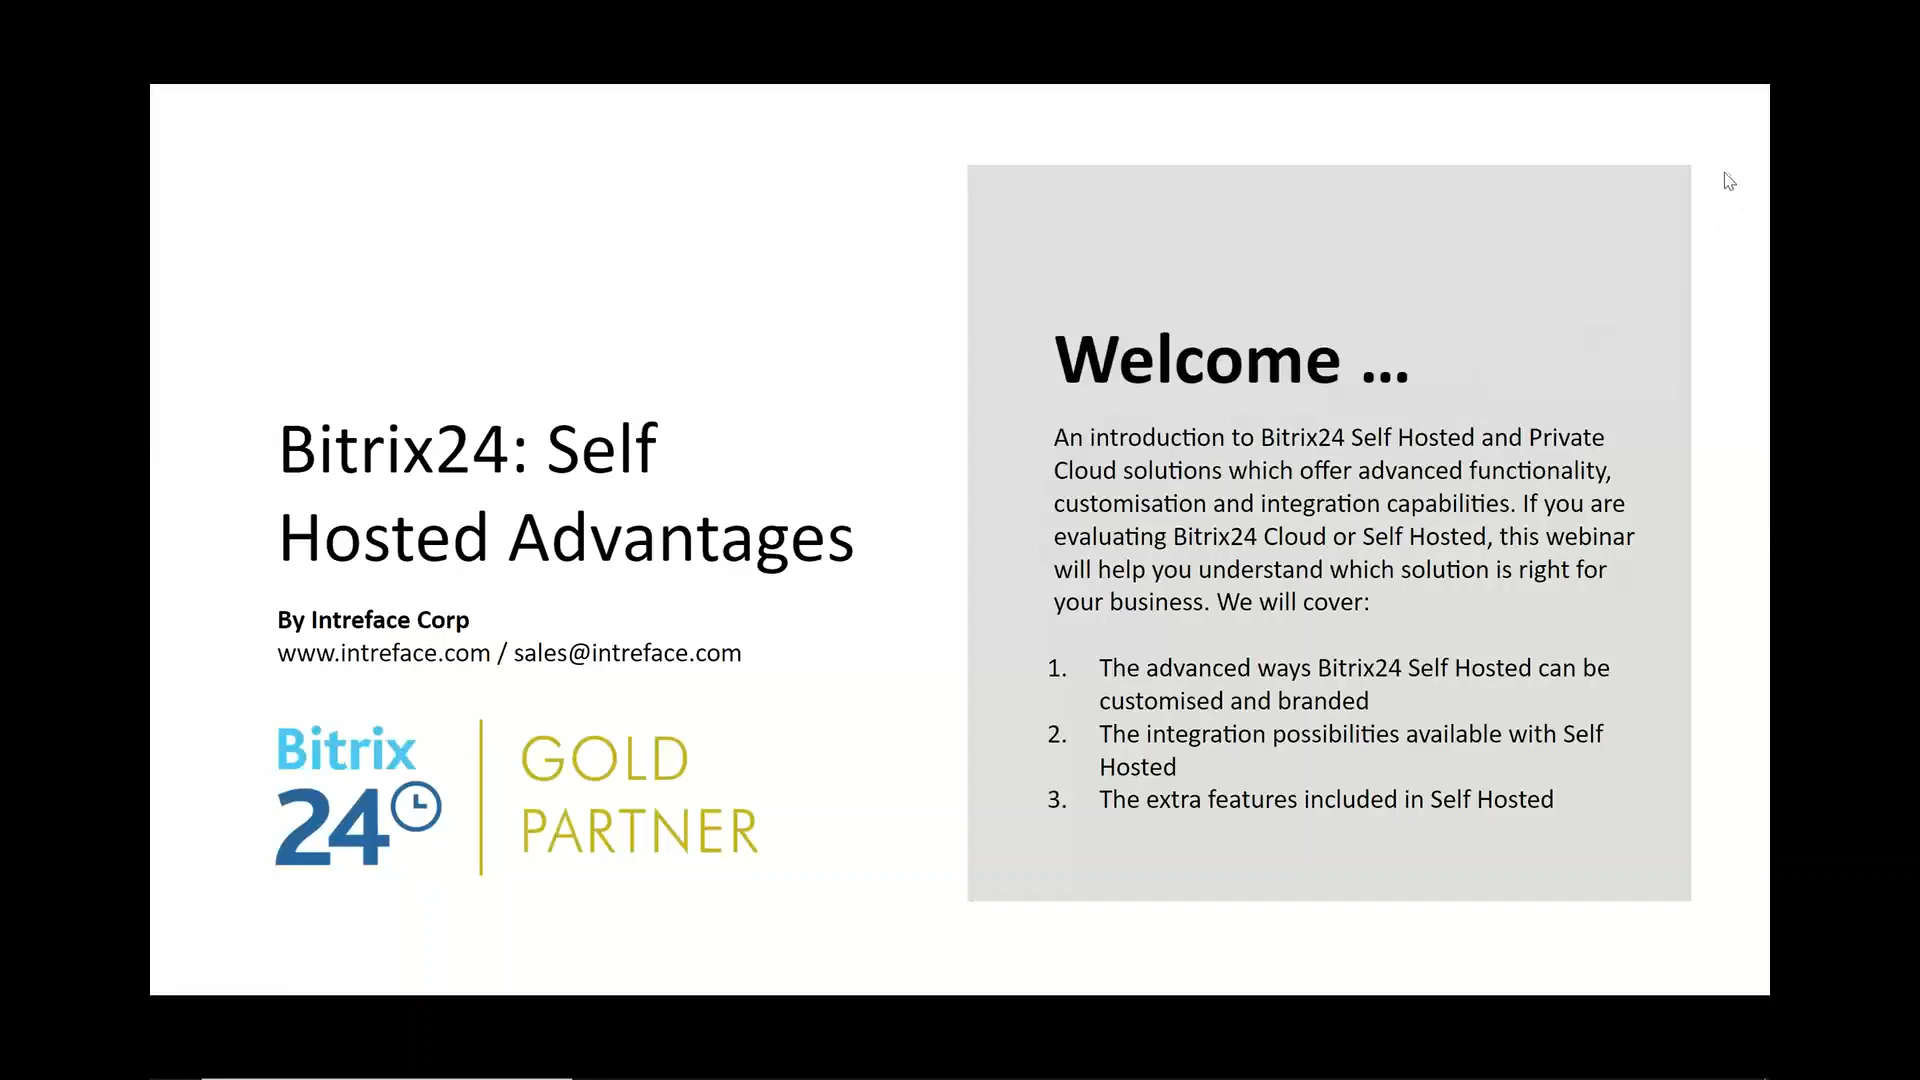 Bitrix24: Self
Hosted Advantages
By Intreface Corp
www.intreface.com / sales@intreface.com
Bitrix
24
GOLD
PARTNER
Welcome ...
An introduction to Bitrix24 Self Hosted and Private
Cloud solutions which offer advanced functionality,
customisation and integration capabilities. If you are
evaluating Bitrix24 Cloud or Self Hosted, this webinar
will help you understand which solution is right for
your business. We will cover:
1. The advanced ways Bitrix24 Self Hosted can be
customised and branded
2. The integration possibilities available with Self
Hosted
3. The extra features included in Self Hosted